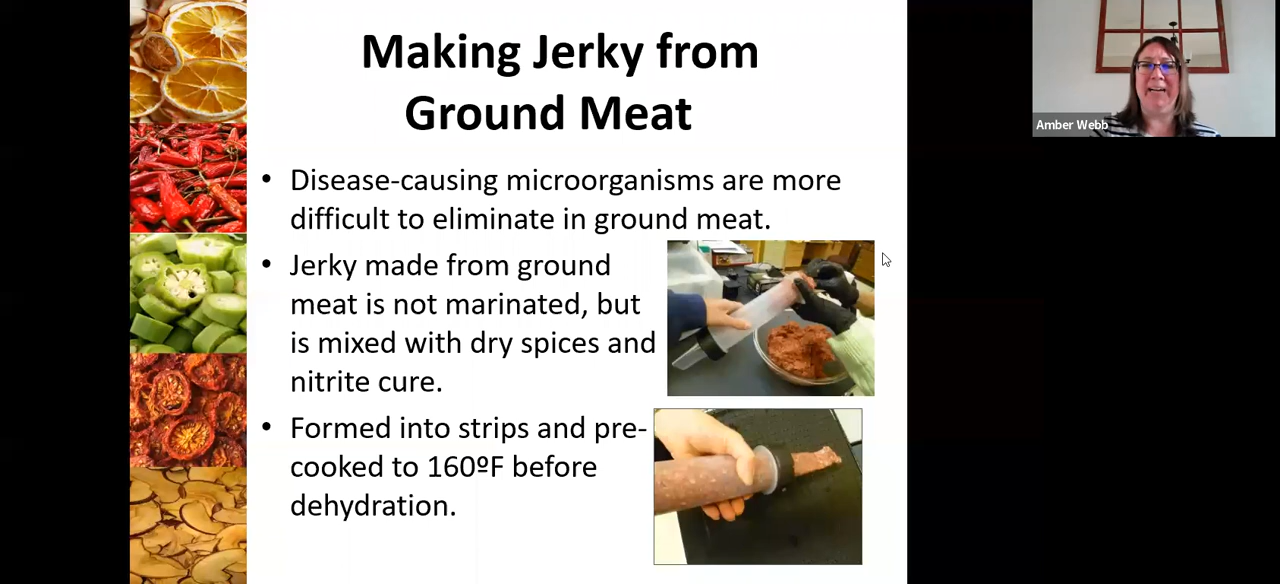 Making Jerky from
Ground Meat
• Disease-causing microorganisms are more
difficult to eliminate in ground meat.
• Jerky made from ground
meat is not marinated, but
is mixed with dry spices and
nitrite cure.
• Formed into strips and pre-
cooked to 160ºF before
dehydration.
Amber Webb